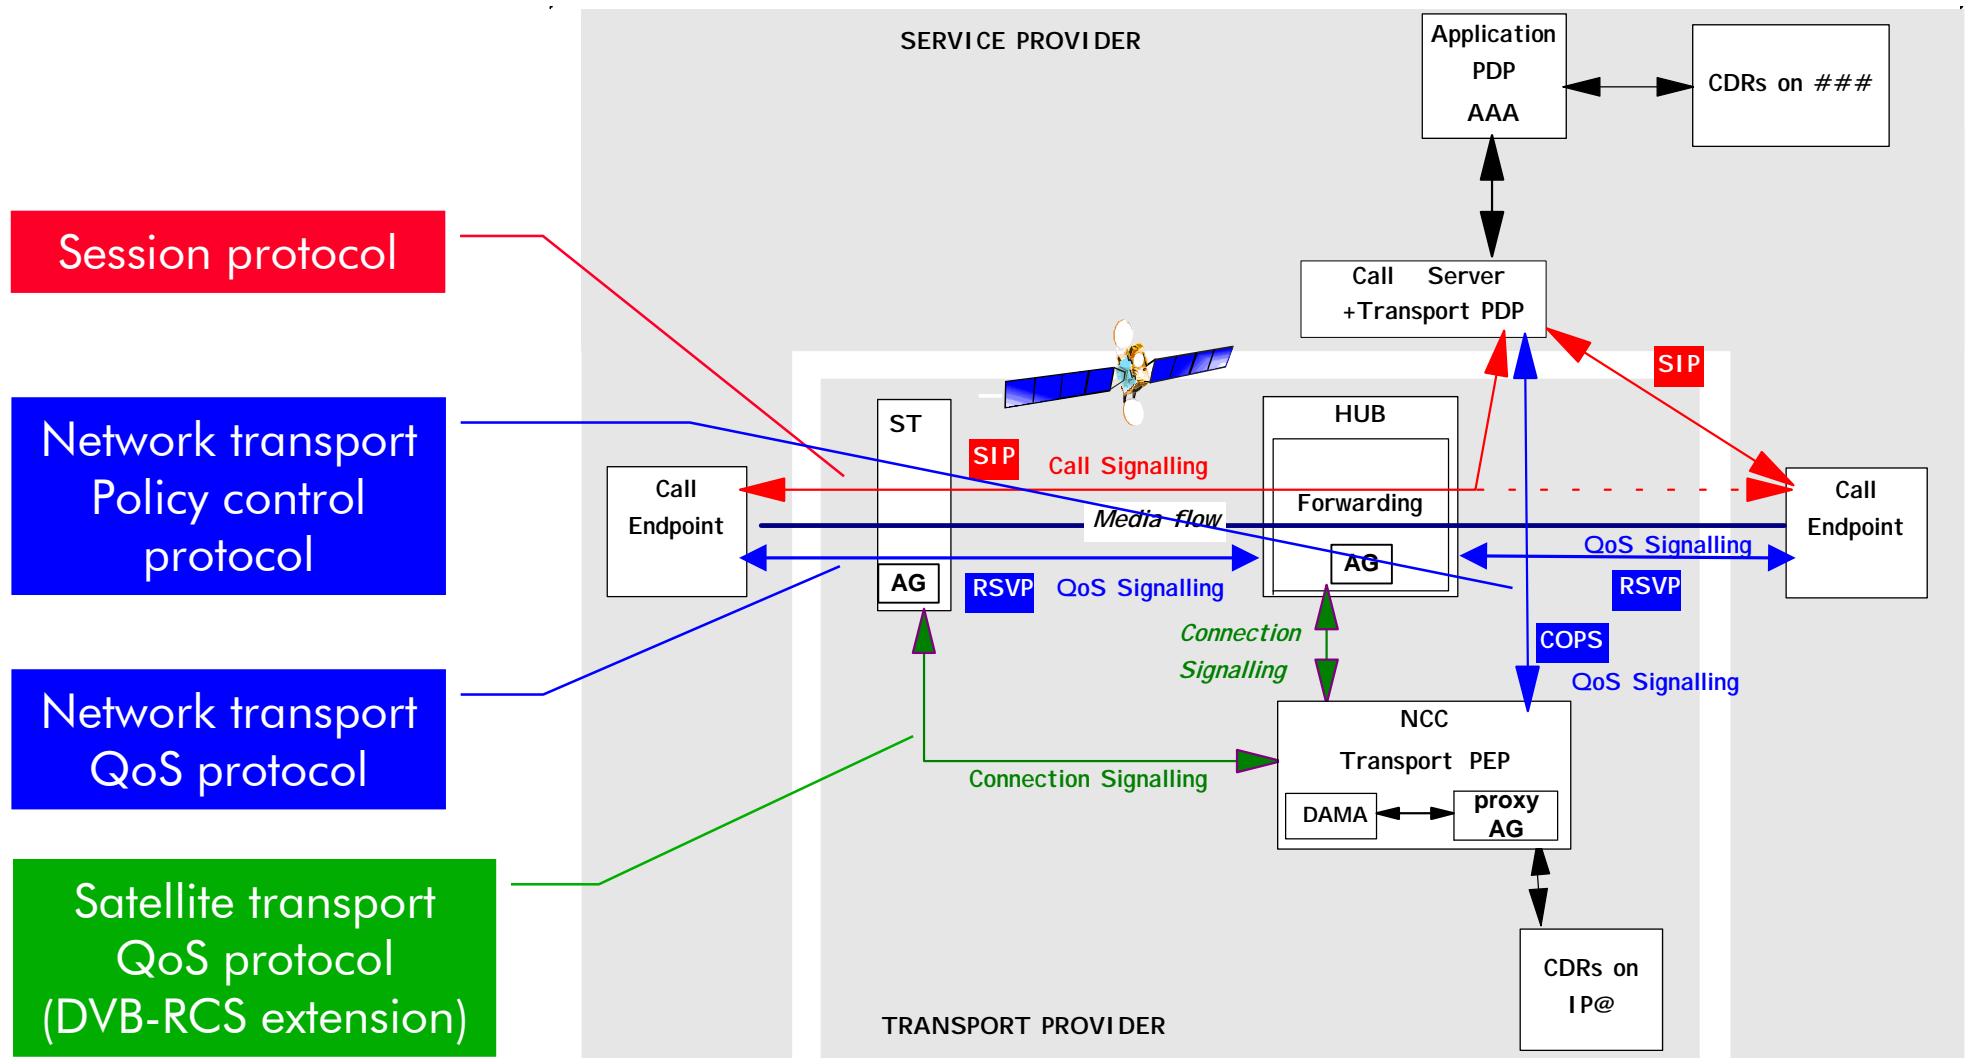 SERVICE PROVIDER
Application
PDP
AAA
CDRs on ###
Session protocol
Call Server
+Transport PDP
SIP
Network transport
Policy control
protocol
ST
HUB
SIP
Call Signalling
Call
Endpoint
Forwarding
Call
Endpoint
Media flow
QoS Signalling
AG
AG
RSVP
QoS Signalling
RSVP
Connection
Signalling
COPS
QoS Signalling
Network transport
QoS protocol
NCC
Transport PEP
Connection Signalling
DAMA
proxy
AG
Satellite transport
QoS protocol
(DVB-RCS extension)
CDRs on
IP@
TRANSPORT PROVIDER